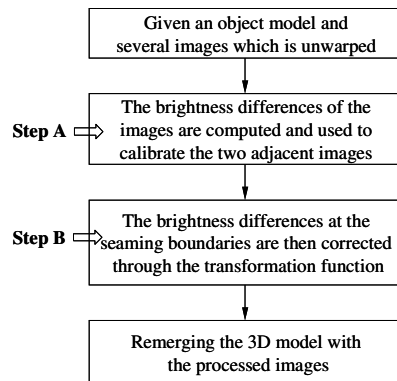 Given an object model and
several images which is unwarped
Step A
The brightness differences of the
images are computed and used to
calibrate the two adjacent images
Step B
The brightness differences at the
seaming boundaries are then corrected
through the transformation function
Remerging the 3D model with
the processed images